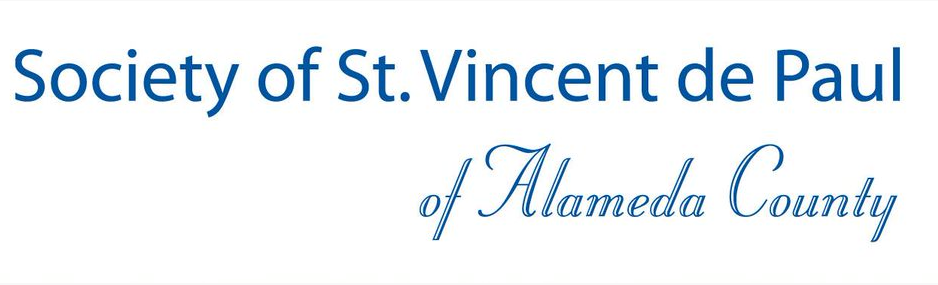 Society of St. Vincent de Paul
of Alameda County